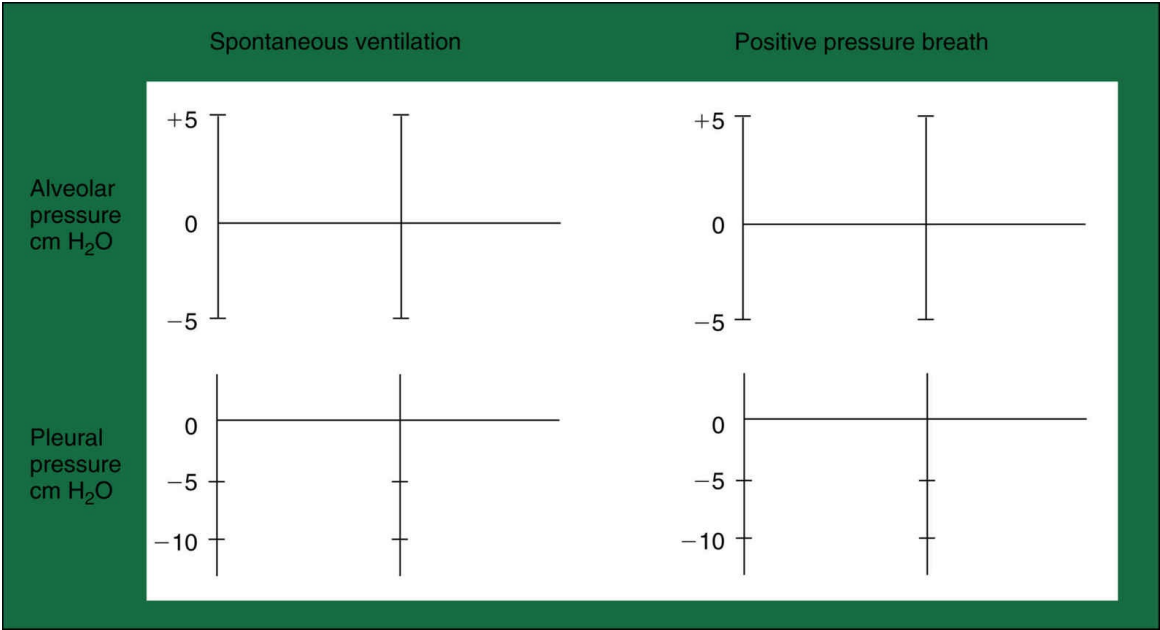 Spontaneous ventilation
Positive pressure breath
Alveolar
pressure
cm H₂O
+5
0
−5
+5
0
−5
Pleural
pressure
cm H₂O
0
−5
−10
0
−5
−10